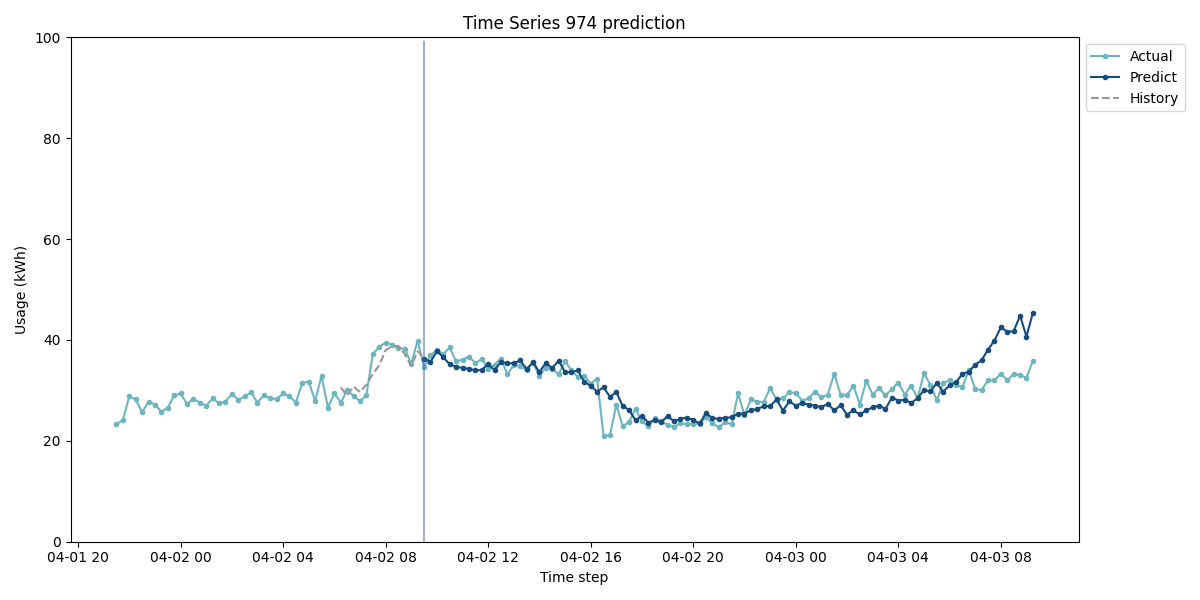 Time Series 974 prediction
100
80
60
40
20
0
Usage (kWh)
04-01 20
04-02 00
04-02 04
04-02 08
04-02 12
04-02 16
04-02 20
04-03 00
04-03 04
04-03 08
Time step
Actual
Predict
History